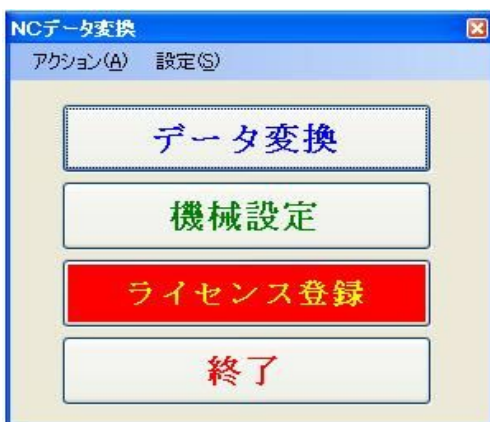 NCデータ変換
アクション(A) 設定(S)
データ変換
機械設定
ライセンス登録
終了